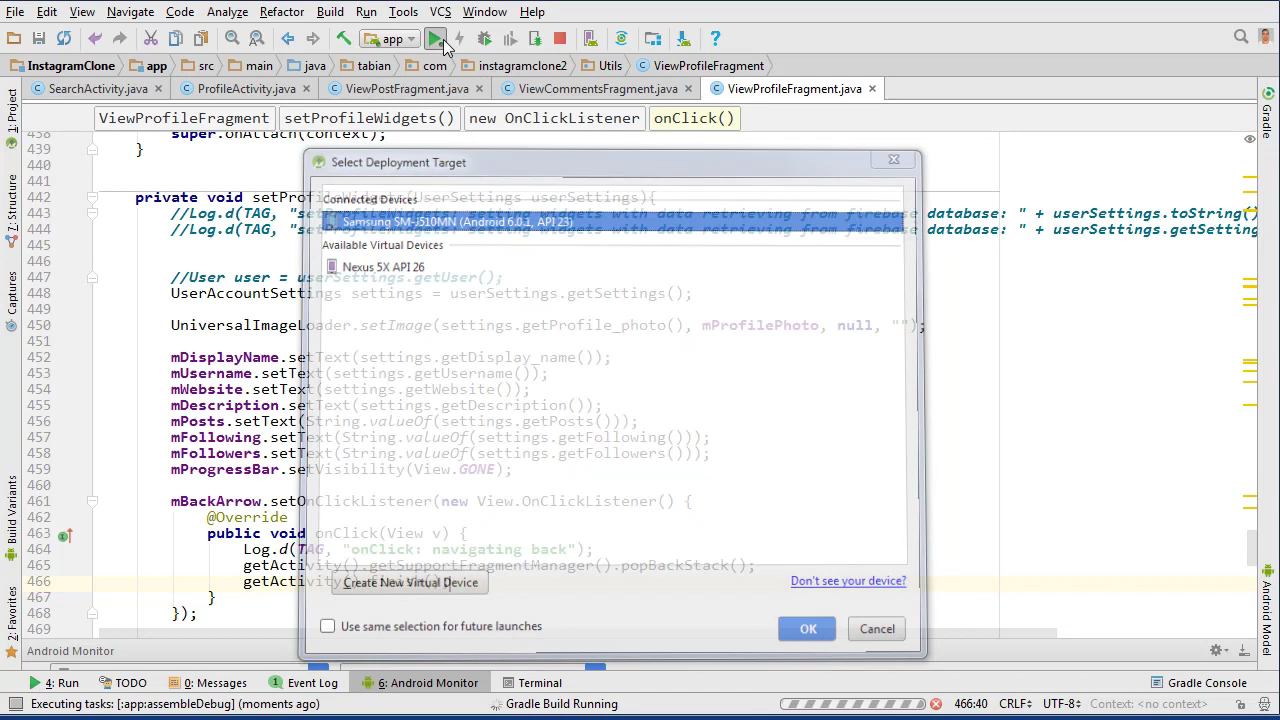 File Edit View Navigate Code Analyze Refactor Build Run Tools VCS Window Help
app
InstagramClone app src main java tabian com instagramclone2 Utils ViewProfileFragment
SearchActivity.java ProfileActivity.java ViewPostFragment.java ViewCommentsFragment.java ViewProfileFragment.java
ViewProfileFragment setProfileWidgets() new OnClickListener onClick()
438 super.onAttach(context);
439 }
440
441
442 private void setProfileWidgets(UserSettings userSettings){
443 //Log.d(TAG, "setProfileWidgets: setting widgets with data retrieving from firebase database: " + userSettings.toString()
444 //Log.d(TAG, "setProfileWidgets: setting widgets with data retrieving from firebase database: " + userSettings.getSetting
445
446
447 //User user = userSettings.getUser();
448 UserAccountSettings settings = userSettings.getSettings();
449
450 UniversalImageLoader.setImage(settings.getProfile_photo(), mProfilePhoto, null, "");
451
452 mDisplayName.setText(settings.getDisplay_name());
453 mUsername.setText(settings.getUsername());
454 mWebsite.setText(settings.getWebsite());
455 mDescription.setText(settings.getDescription());
456 mPosts.setText(String.valueOf(settings.getPosts()));
457 mFollowing.setText(String.valueOf(settings.getFollowing()));
458 mFollowers.setText(String.valueOf(settings.getFollowers()));
459 mProgressBar.setVisibility(View.GONE);
460
461 mBackArrow.setOnClickListener(new View.OnClickListener() {
462 @Override
463 public void onClick(View v) {
464 Log.d(TAG, "onClick: navigating back");
465 getActivity().getSupportFragmentManager().popBackStack();
466 getActivity
467 }
468 });
469
Select Deployment Target
Connected Devices
Samsung SM-J510MN (Android 6.0.1, API 23)
Available Virtual Devices
Nexus 5X API 26
Create New Virtual Device
Don't see your device?
Use same selection for future launches
OK Cancel
1: Project
7: Structure
Captures
Build Variants
2: Favorites
Gradle
Android Model
Android Monitor
4: Run TODO 0: Messages 1 Event Log 6: Android Monitor Terminal Gradle Console
Executing tasks: [:app:assembleDebug] (moments ago) Gradle Build Running 466:40 CRLF UTF-8 Context: <no context>